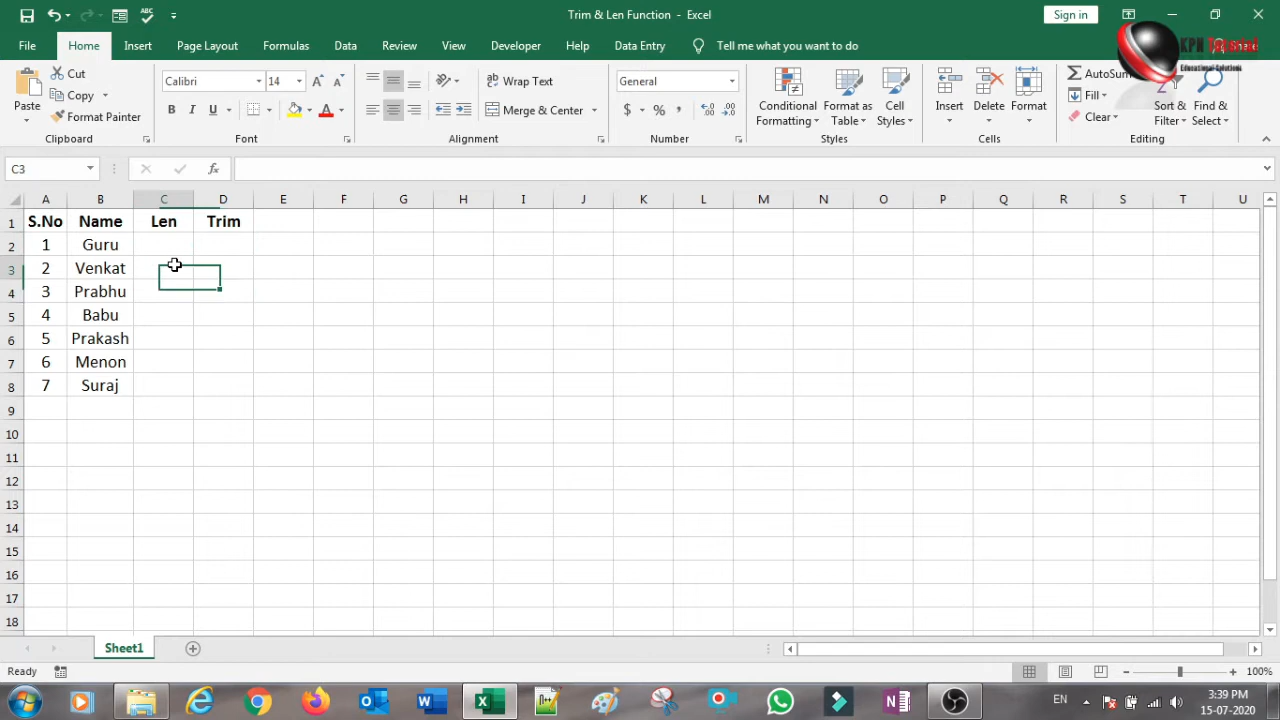 Trim & Len Function - Excel
Sign in
File Home Insert Page Layout Formulas Data Review View Developer Help Data Entry Tell me what you want to do
KPN Tutorial
Educational Solutions
Cut
Copy
Format Painter
Paste
Clipboard
Calibri 14
B I U
Font
Wrap Text
Merge & Center
Alignment
General
$ % ,
Number
Conditional Formatting
Format as Table
Cell Styles
Styles
Insert Delete Format
Cells
AutoSum
Fill
Clear
Sort & Filter
Find & Select
Editing
C3 fx
A B C D E F G H I J K L M N O P Q R S T U
1 S.No Name Len Trim
2 1 Guru
3 2 Venkat
4 3 Prabhu
5 4 Babu
6 5 Prakash
7 6 Menon
8 7 Suraj
9
10
11
12
13
14
15
16
17
18
Sheet1
Ready 100%
EN 3:39 PM
15-07-2020